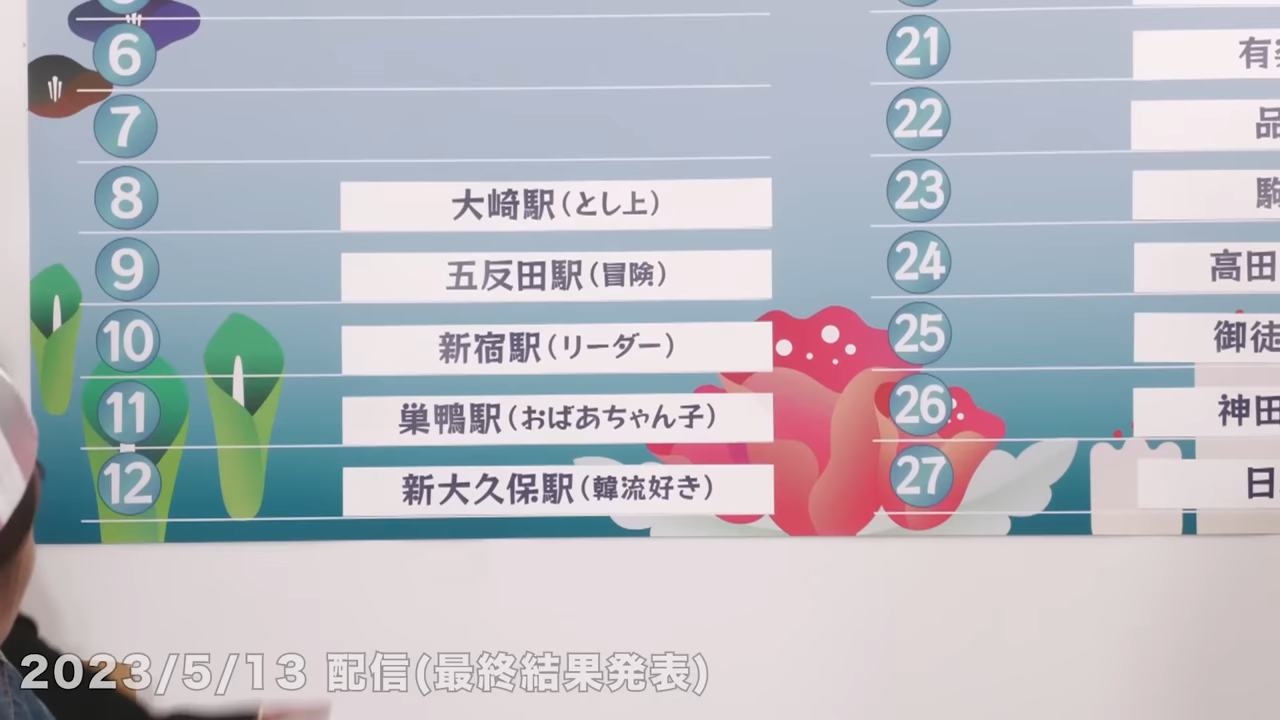 6
7
8 大崎駅(とし上)
9 五反田駅(冒険)
10 新宿駅(リーダー)
11 巣鴨駅(おばあちゃん子)
12 新大久保駅(韓流好き)
21 有楽
22 品
23 駒
24 高田
25 御徒
26 神田
27 日
2023/5/13 配信(最終結果発表)